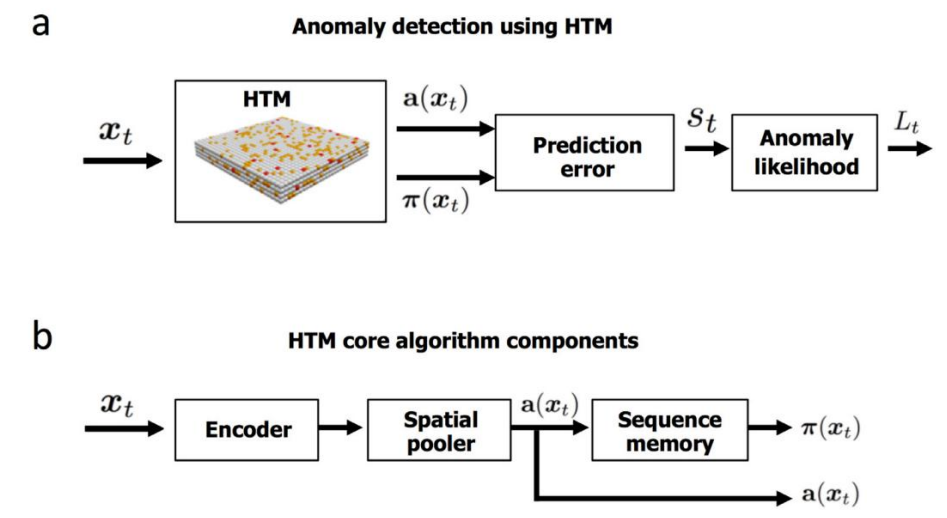 a
Anomaly detection using HTM
HTM
x_t
a(x_t)
π(x_t)
Prediction
error
s_t
Anomaly
likelihood
L_t
b
HTM core algorithm components
x_t
Encoder
Spatial
pooler
a(x_t)
Sequence
memory
π(x_t)
a(x_t)